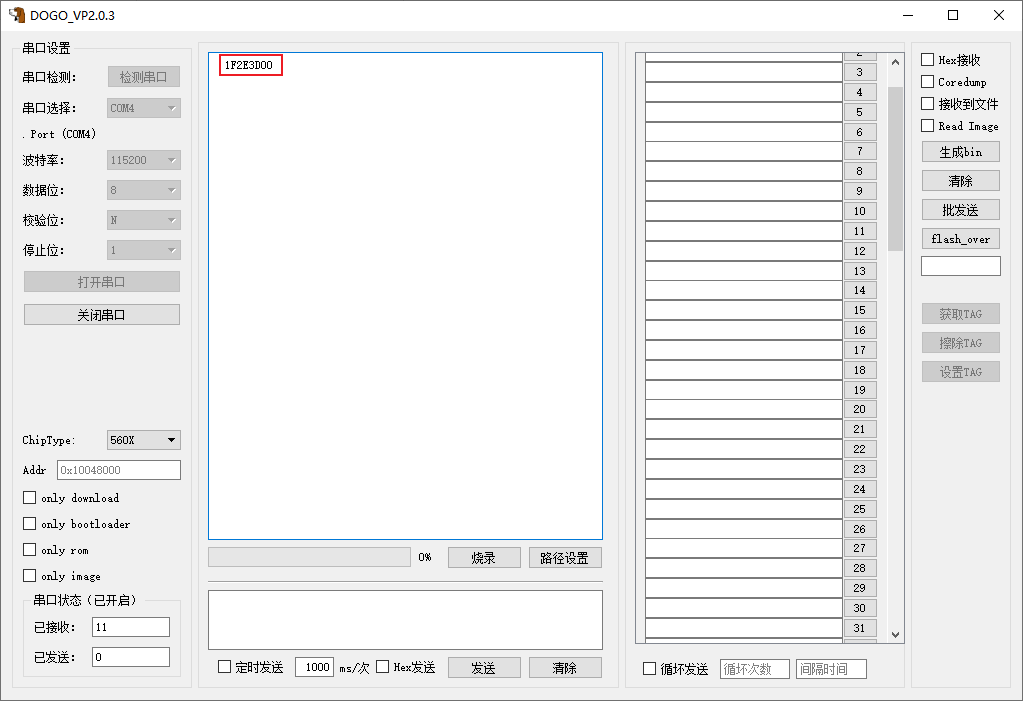 DOGO_VP2.0.3
串口设置
串口检测： 检测串口
串口选择： COM4
. Port (COM4)
波特率： 115200
数据位： 8
校验位： N
停止位： 1
打开串口
关闭串口
ChipType: 560X
Addr 0x10048000
only download
only bootloader
only rom
only image
串口状态（已开启）
已接收： 11
已发送： 0
1F2E3D00
0% 烧录 路径设置
定时发送 1000 ms/次 Hex发送 发送 清除
3
4
5
6
7
8
9
10
11
12
13
14
15
16
17
18
19
20
21
22
23
24
25
26
27
28
29
30
31
循环发送 循环次数 间隔时间
Hex接收
Coredump
接收到文件
Read Image
生成bin
清除
批发送
flash_over
获取TAG
擦除TAG
设置TAG